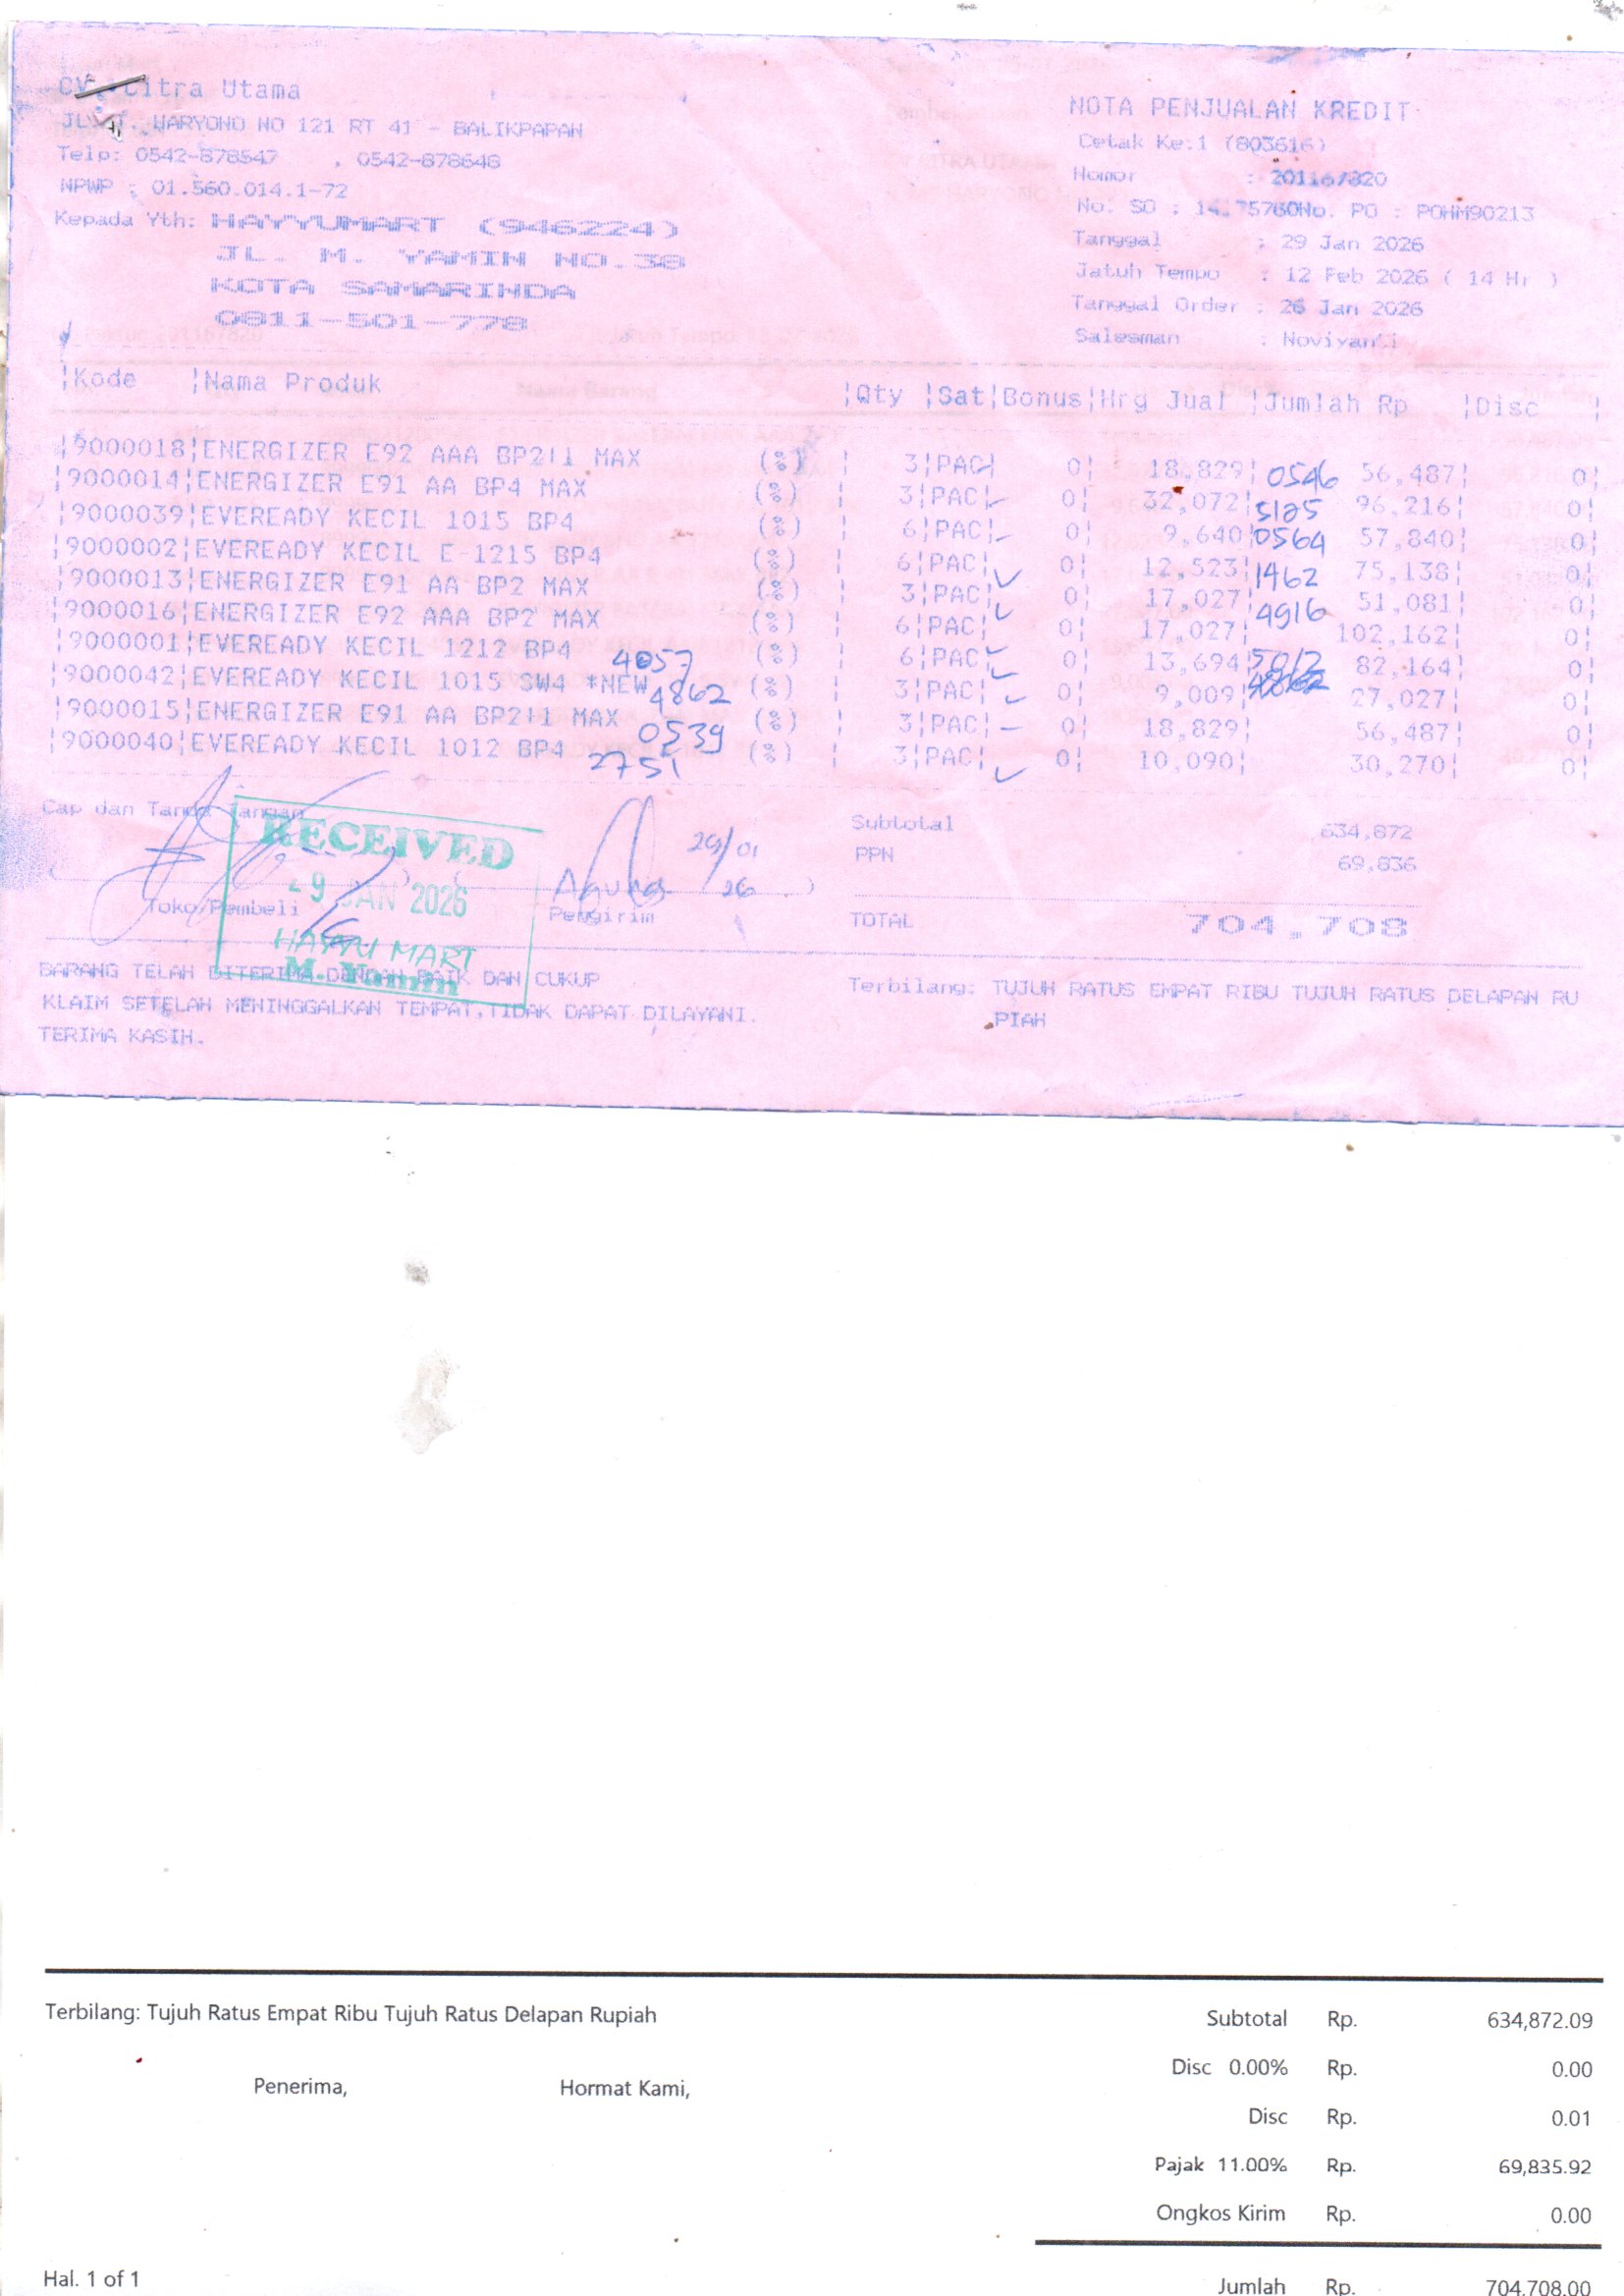 CV. Citra Utama
HARYONO NO 121 RT 41 - BALIKPAPAN
Telp: 0542-878547 , 0542-878648
NPWP : 01.560.014.1-72
Kepada Yth: HAYYUMART (946224)
JL. M. YAMIN NO.38
KOTA SAMARINDA
0811-501-778
NOTA PENJUALAN KREDIT
Cetak Ke:1 (803616)
Nomor : 20116/820
No. SO : No. PO : POHM90213
Tanggal : 29 Jan 2026
Jatuh Tempo : 12 Feb 2026 ( 14 Hr )
Tanggal Order : 26 Jan 2026
Salesman : Noviyanti
|Kode |Nama Produk |Qty |Sat|Bonus|Hrg Jual |Jumlah Rp |Disc |
|9000018|ENERGIZER E92 AAA BP2+1 MAX (%) | 3|PAC| 0| 18,829| 0546 56,487| 0|
|9000014|ENERGIZER E91 AA BP4 MAX (%) | 3|PAC| 0| 32,072| 5125 96,216| 0|
|9000039|EVEREADY KECIL 1015 BP4 (%) | 6|PAC| 0| 9,640| 0564 57,840| 0|
|9000002|EVEREADY KECIL E-1215 BP4 (%) | 6|PAC| 0| 12,523| 1462 75,138| 0|
|9000013|ENERGIZER E91 AA BP2 MAX (%) | 3|PAC| 0| 17,027| 4916 51,081| 0|
|9000016|ENERGIZER E92 AAA BP2 MAX (%) | 6|PAC| 0| 17,027| 102,162| 0|
|9000001|EVEREADY KECIL 1212 BP4 4057 (%) | 6|PAC| 0| 13,694| 5012 82,164| 0|
|9000042|EVEREADY KECIL 1015 SW4 *NEW 4862 (%) | 3|PAC| 0| 9,009| 27,027| 0|
|9000015|ENERGIZER E91 AA BP2+1 MAX 0539 (%) | 3|PAC| 0| 18,829| 56,487| 0|
|9000040|EVEREADY KECIL 1012 BP4 2751 (%) | 3|PAC| 0| 10,090| 30,270| 0|
Cap dan Tanda Tangan
RECEIVED
29 JAN 2026
HAYYU MART
M. Yamin
Toko/Pembeli
Agung 29/01 26
Pengirim
Subtotal 634,872
PPN 69,836
TOTAL 704,708
BARANG TELAH DITERIMA DENGAN BAIK DAN CUKUP
KLAIM SETELAH MENINGGALKAN TEMPAT,TIDAK DAPAT DILAYANI.
TERIMA KASIH.
Terbilang: TUJUH RATUS EMPAT RIBU TUJUH RATUS DELAPAN RU
PIAH
Terbilang: Tujuh Ratus Empat Ribu Tujuh Ratus Delapan Rupiah
Penerima, Hormat Kami,
Subtotal Rp. 634,872.09
Disc 0.00% Rp. 0.00
Disc Rp. 0.01
Pajak 11.00% Rp. 69,835.92
Ongkos Kirim Rp. 0.00
Hal. 1 of 1
Jumlah Rp. 704,708.00